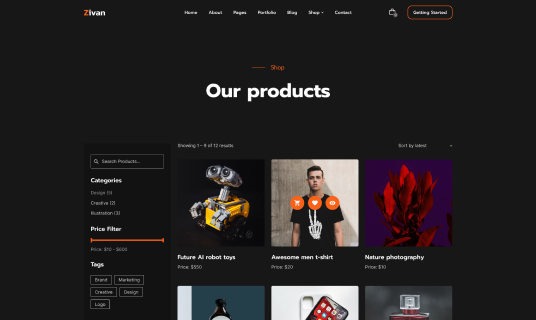 Zivan
Home About Pages Portfolio Blog Shop Contact
Getting Started
Shop
Our products
Search Products...
Showing 1 - 9 of 12 results
Sort by latest
Categories
Design (5)
Creative (2)
Illustration (3)
Price Filter
Price: $10 - $600
Tags
Brand Marketing
Creative Design
Logo
Future AI robot toys
Price: $550
Awesome men t-shirt
Price: $20
Nature photography
Price: $10